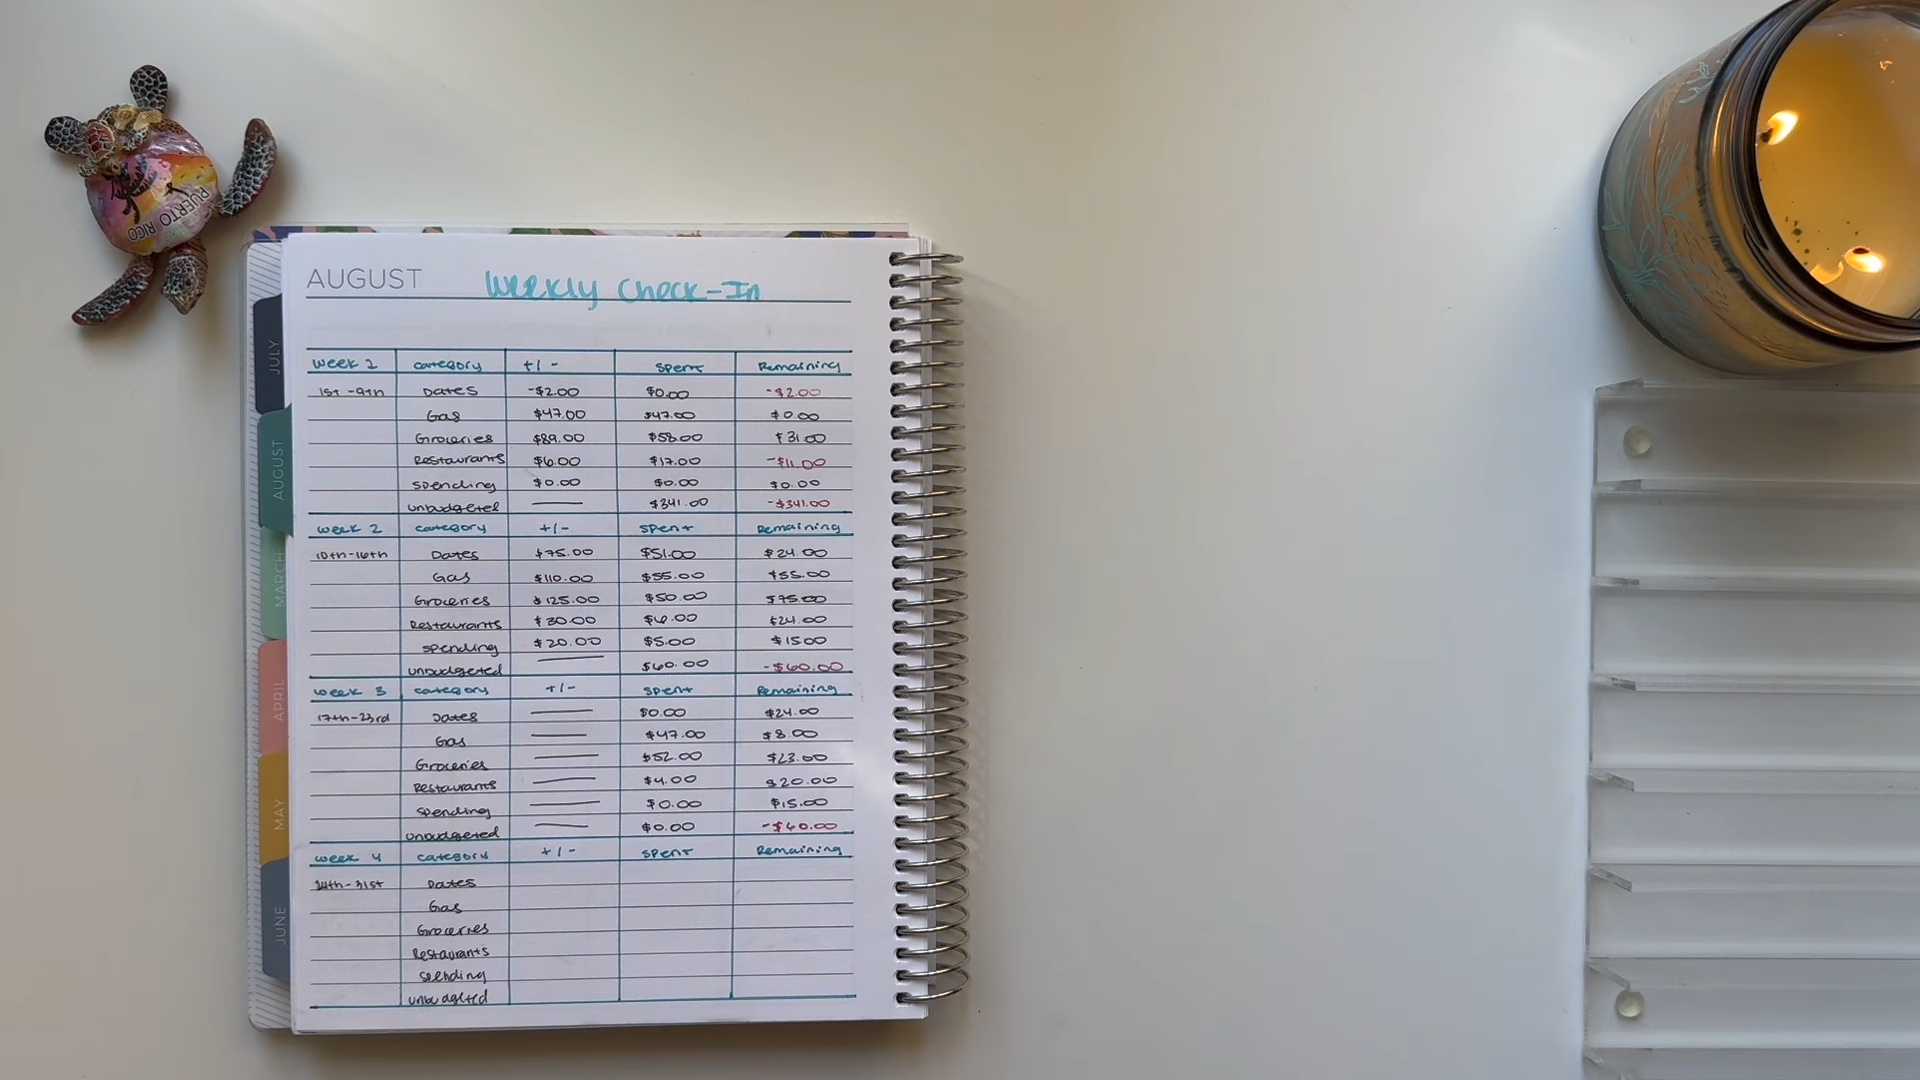 PUERTO RICO
AUGUST Weekly Check-In
Week 1 Category +/- Spent Remaining
1st-9th Dates -$2.00 $0.00 -$2.00
Gas $47.00 $47.00 $0.00
Groceries $89.00 $58.00 $31.00
Restaurants $6.00 $17.00 -$11.00
Spending $0.00 $0.00 $0.00
unbudgeted $341.00 -$341.00
Week 2 Category +/- Spent Remaining
10th-16th Dates $75.00 $51.00 $24.00
Gas $110.00 $55.00 $55.00
Groceries $125.00 $50.00 $75.00
Restaurants $30.00 $6.00 $24.00
Spending $20.00 $5.00 $15.00
unbudgeted $60.00 -$60.00
Week 3 Category +/- Spent Remaining
17th-23rd Dates $0.00 $24.00
Gas $47.00 $8.00
Groceries $52.00 $23.00
Restaurants $4.00 $20.00
Spending $0.00 $15.00
unbudgeted $0.00 -$60.00
Week 4 Category +/- Spent Remaining
24th-31st Dates
Gas
Groceries
Restaurants
Spending
unbudgeted
JULY
AUGUST
MARCH
APRIL
MAY
JUNE